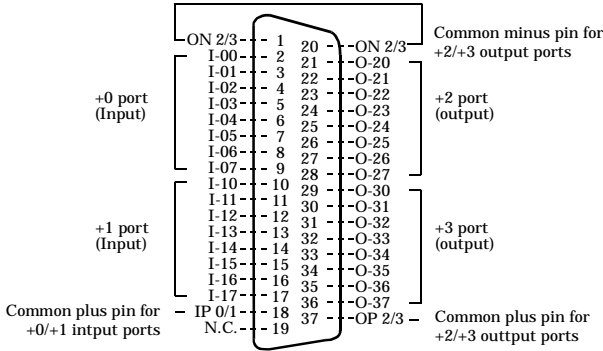 ON 2/3 1 20 ON 2/3
Common minus pin for
+2/+3 output ports
I-00 2 21 O-20
I-01 3 22 O-21
I-02 4 23 O-22
I-03 5 24 O-23
I-04 6 25 O-24
I-05 7 26 O-25
I-06 8 27 O-26
I-07 9 28 O-27
+0 port
(Input)
+2 port
(output)
I-10 10 29 O-30
I-11 11 30 O-31
I-12 12 31 O-32
I-13 13 32 O-33
I-14 14 33 O-34
I-15 15 34 O-35
I-16 16 35 O-36
I-17 17 36 O-37
+1 port
(Input)
+3 port
(output)
Common plus pin for
+0/+1 intput ports
IP 0/1 18 37 OP 2/3
N.C. 19
Common plus pin for
+2/+3 outtput ports